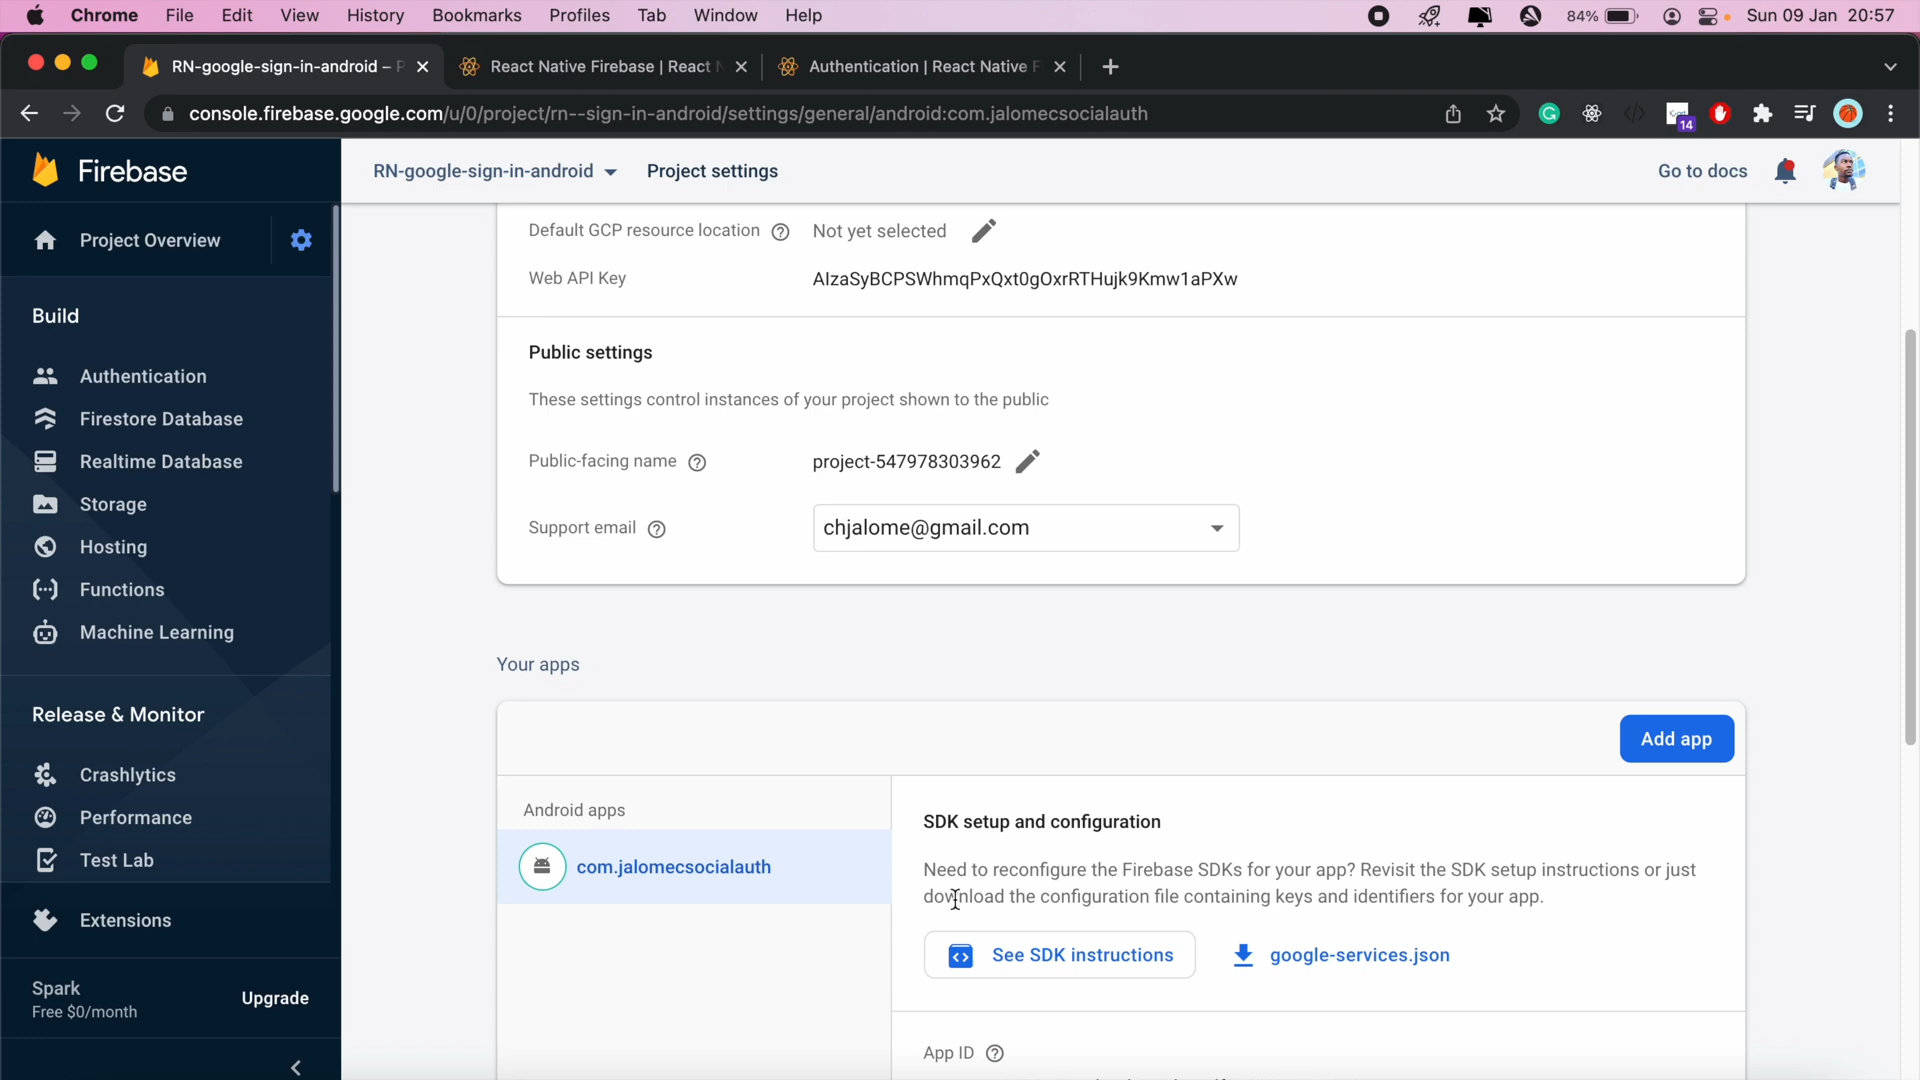 Chrome File Edit View History Bookmarks Profiles Tab Window Help 84% Sun 09 Jan 20:57
RN-google-sign-in-android – P React Native Firebase | React N Authentication | React Native F
console.firebase.google.com/u/0/project/rn--sign-in-android/settings/general/android:com.jalomecsocialauth 14
Firebase
Project Overview
Build
Authentication
Firestore Database
Realtime Database
Storage
Hosting
Functions
Machine Learning
Release & Monitor
Crashlytics
Performance
Test Lab
Extensions
Spark
Free $0/month
Upgrade
RN-google-sign-in-android Project settings Go to docs
Default GCP resource location Not yet selected
Web API Key AIzaSyBCPSWhmqPxQxt0gOxrRTHujk9Kmw1aPXw
Public settings
These settings control instances of your project shown to the public
Public-facing name project-547978303962
Support email chjalome@gmail.com
Your apps
Add app
Android apps
com.jalomecsocialauth
SDK setup and configuration
Need to reconfigure the Firebase SDKs for your app? Revisit the SDK setup instructions or just
download the configuration file containing keys and identifiers for your app.
See SDK instructions google-services.json
App ID